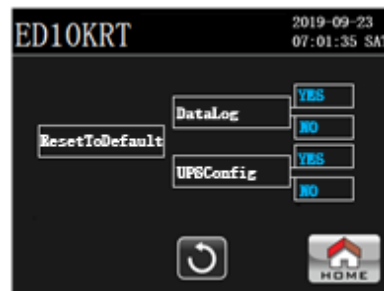 ED10KRT
2019-09-23
07:01:35 SAT
DataLog
YES
NO
ResetToDefault
UPSConfig
YES
NO
HOME